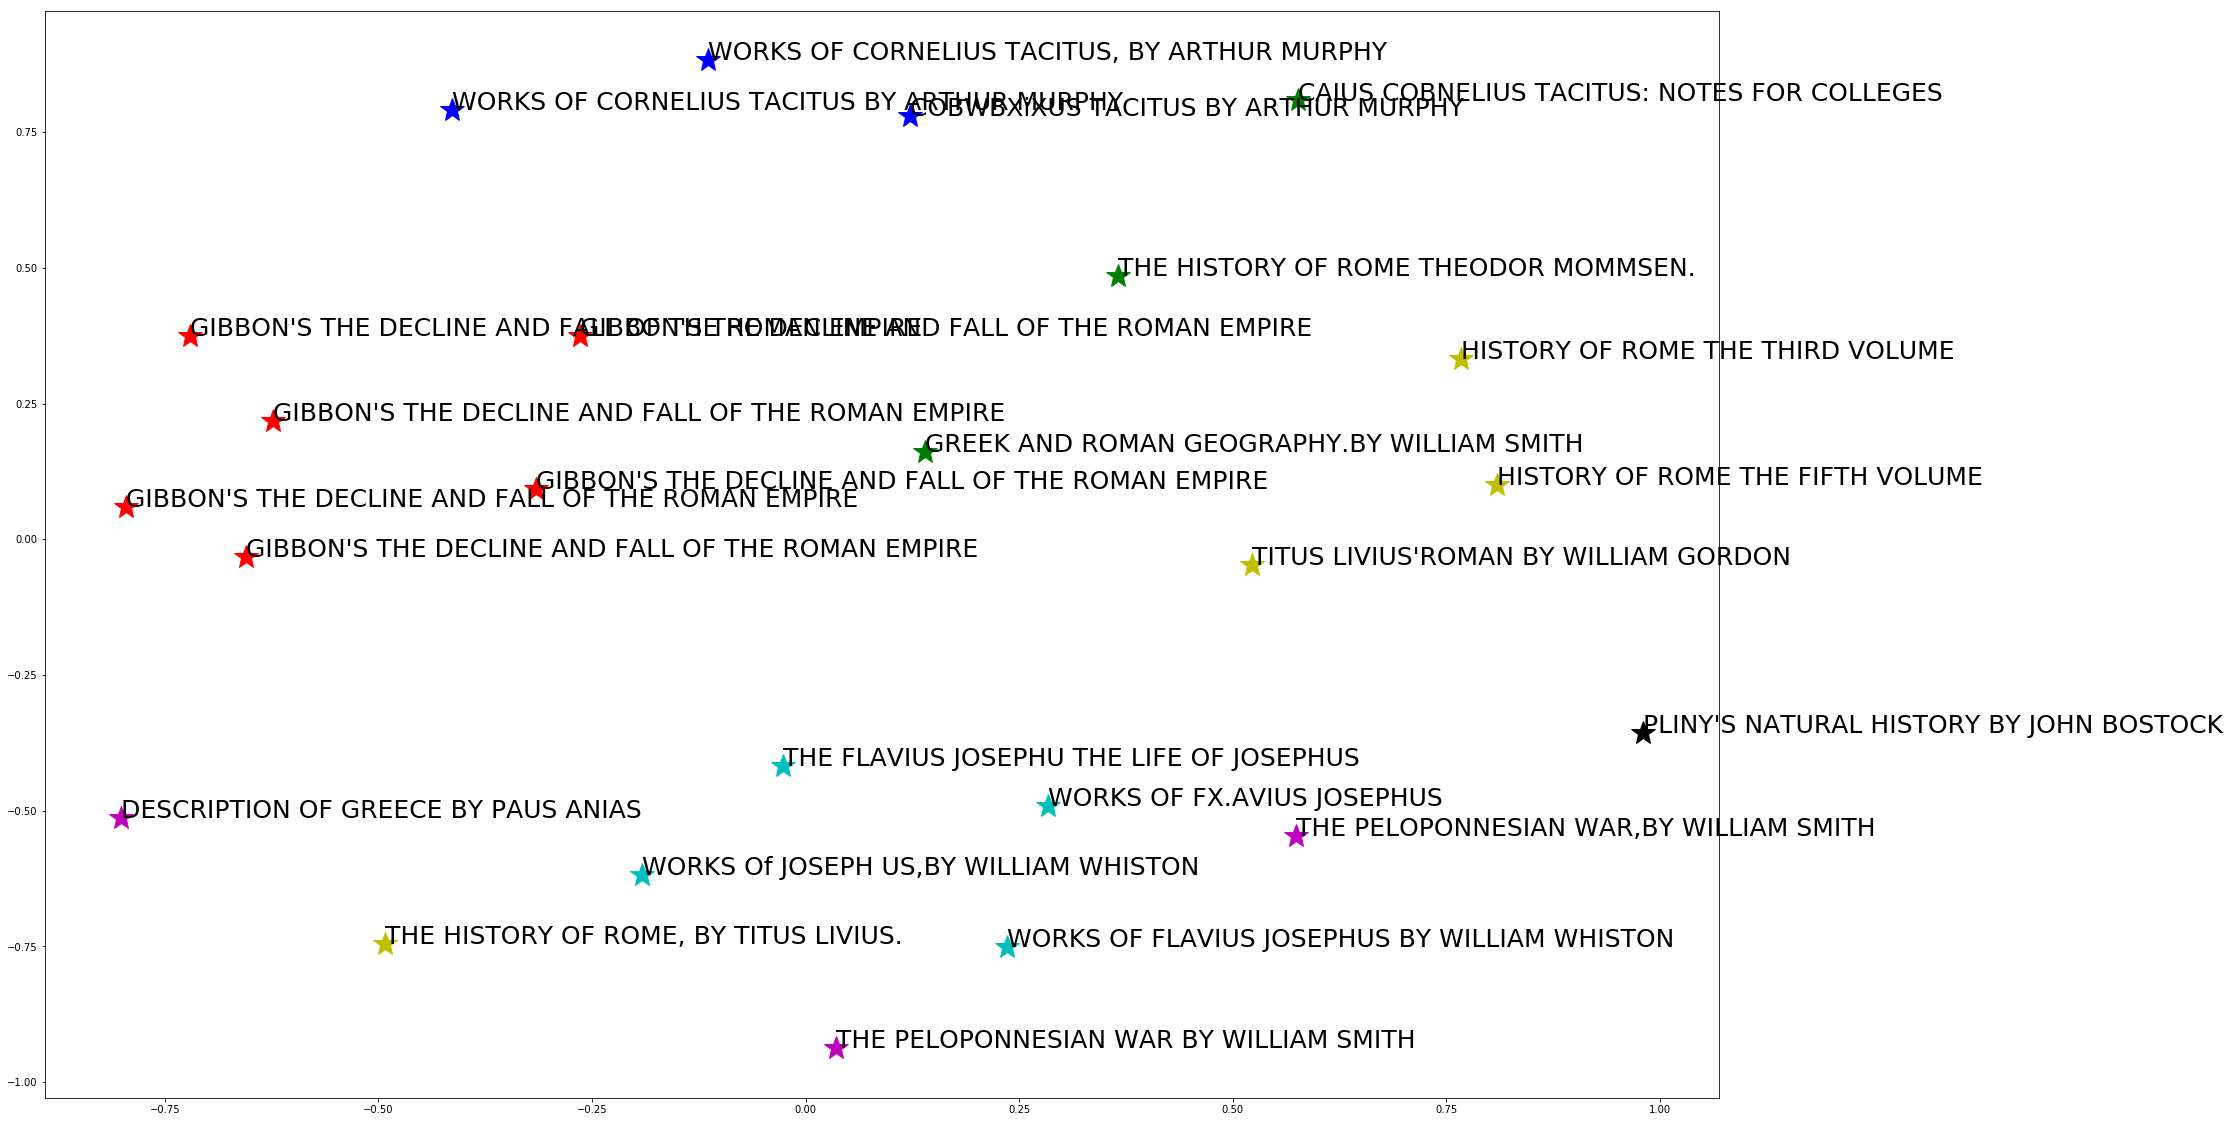 WORKS OF CORNELIUS TACITUS, BY ARTHUR MURPHY
CAIUS COBNELIUS TACITUS: NOTES FOR COLLEGES
WORKS OF CORNELIUS TACITUS BY ARTHUR MURPHY
COBWBXIXUS TACITUS BY ARTHUR MURPHY
0.75
THE HISTORY OF ROME THEODOR MOMMSEN.
0.50
GIBBON'S THE DECLINE AND FALL OF THE ROMAN EMPIRE
GIBBON'S THE DECLINE AND FALL OF THE ROMAN EMPIRE
HISTORY OF ROME THE THIRD VOLUME
0.25
GIBBON'S THE DECLINE AND FALL OF THE ROMAN EMPIRE
GREEK AND ROMAN GEOGRAPHY.BY WILLIAM SMITH
HISTORY OF ROME THE FIFTH VOLUME
GIBBON'S THE DECLINE AND FALL OF THE ROMAN EMPIRE
GIBBON'S THE DECLINE AND FALL OF THE ROMAN EMPIRE
0.00
GIBBON'S THE DECLINE AND FALL OF THE ROMAN EMPIRE
TITUS LIVIUS'ROMAN BY WILLIAM GORDON
−0.25
PLINY'S NATURAL HISTORY BY JOHN BOSTOCK
THE FLAVIUS JOSEPHU THE LIFE OF JOSEPHUS
WORKS OF FX.AVIUS JOSEPHUS
−0.50
DESCRIPTION OF GREECE BY PAUS ANIAS
THE PELOPONNESIAN WAR,BY WILLIAM SMITH
WORKS Of JOSEPH US,BY WILLIAM WHISTON
THE HISTORY OF ROME, BY TITUS LIVIUS.
−0.75
WORKS OF FLAVIUS JOSEPHUS BY WILLIAM WHISTON
THE PELOPONNESIAN WAR BY WILLIAM SMITH
−1.00
−0.75 −0.50 −0.25 0.00 0.25 0.50 0.75 1.00